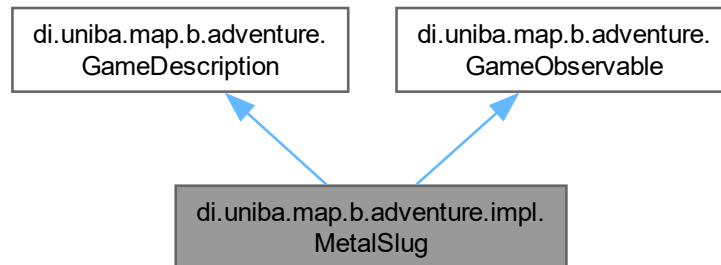 di.uniba.map.b.adventure.
GameDescription
di.uniba.map.b.adventure.
GameObservable
di.uniba.map.b.adventure.impl.
MetalSlug